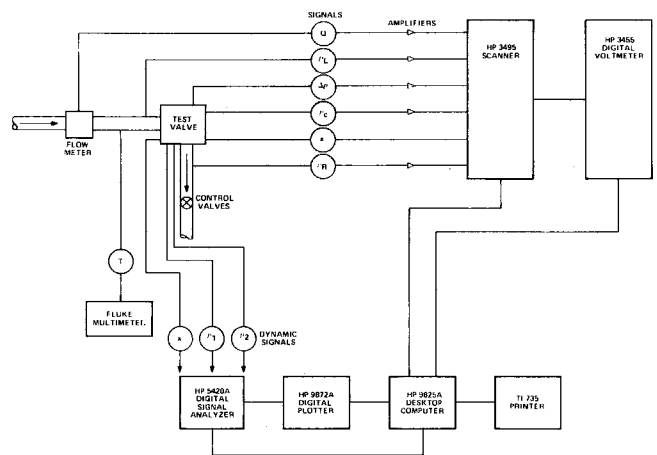 SIGNALS
AMPLIFIERS
Q
PL
ΔP
Pc
x
PR
HP 3495
SCANNER
HP 3455
DIGITAL
VOLTMETER
FLOW
METER
TEST
VALVE
CONTROL
VALVES
T
FLUKE
MULTIMETER
x
P1
P2
DYNAMIC
SIGNALS
HP 5420A
DIGITAL
SIGNAL
ANALYZER
HP 9872A
DIGITAL
PLOTTER
HP 9825A
DESKTOP
COMPUTER
TI 735
PRINTER